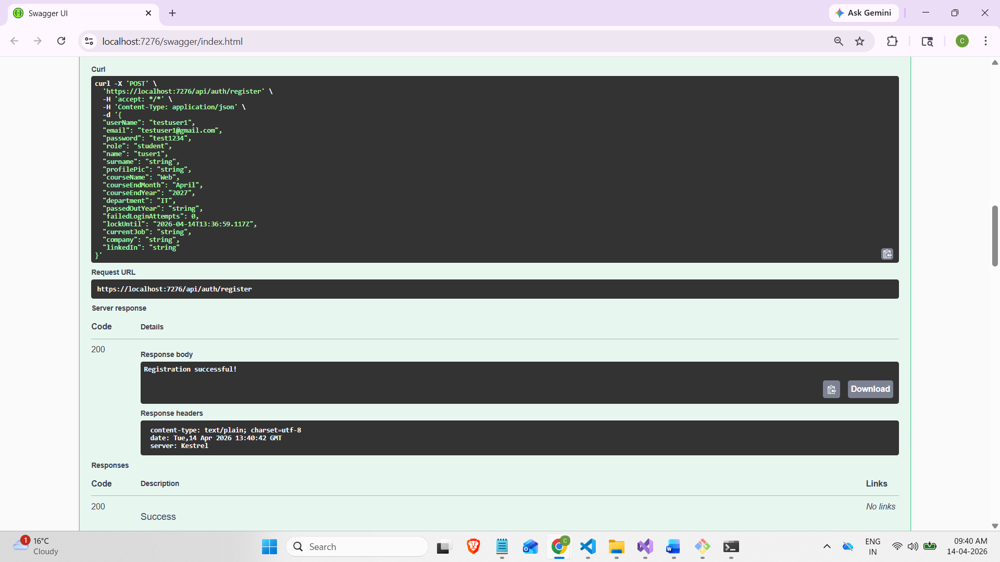 Swagger UI
Ask Gemini
localhost:7276/swagger/index.html
C
Curl
curl -X 'POST' \
  'https://localhost:7276/api/auth/register' \
  -H 'accept: */*' \
  -H 'Content-Type: application/json' \
  -d '{
  "userName": "testuser1",
  "email": "testuser1@gmail.com",
  "password": "test1234",
  "role": "student",
  "name": "tuser1",
  "surname": "string",
  "profilePic": "string",
  "courseName": "Web",
  "courseEndMonth": "April",
  "courseEndYear": "2027",
  "department": "IT",
  "passedOutYear": "string",
  "failedLoginAttempts": 0,
  "lockUntil": "2026-04-14T13:36:59.117Z",
  "currentJob": "string",
  "company": "string",
  "linkedIn": "string"
}'
Request URL
https://localhost:7276/api/auth/register
Server response
Code Details
200
Response body
Registration successful!
Download
Response headers
content-type: text/plain; charset=utf-8
date: Tue,14 Apr 2026 13:40:42 GMT
server: Kestrel
Responses
Code Description Links
200 No links
Success
1
16°C
Cloudy
Search
C
ENG
IN
09:40 AM
14-04-2026